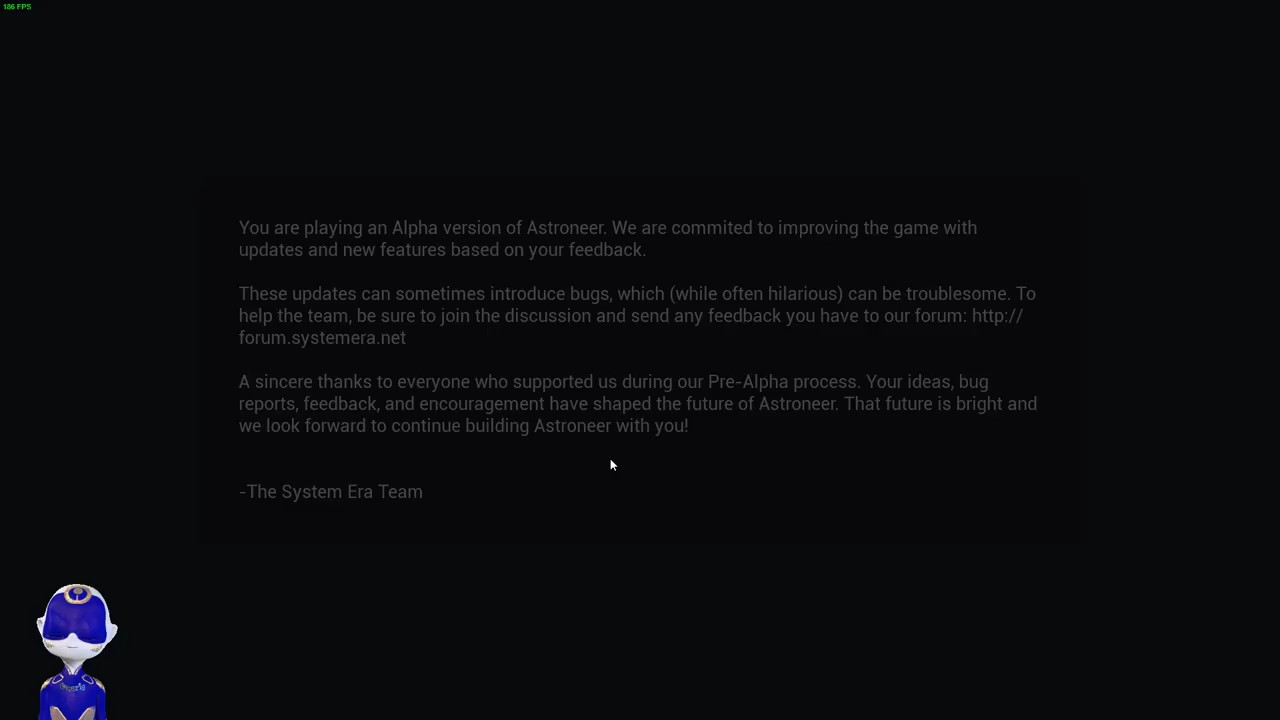 186 FPS
You are playing an Alpha version of Astroneer. We are commited to improving the game with
updates and new features based on your feedback.
These updates can sometimes introduce bugs, which (while often hilarious) can be troublesome. To
help the team, be sure to join the discussion and send any feedback you have to our forum: http://
forum.systemera.net
A sincere thanks to everyone who supported us during our Pre-Alpha process. Your ideas, bug
reports, feedback, and encouragement have shaped the future of Astroneer. That future is bright and
we look forward to continue building Astroneer with you!
-The System Era Team